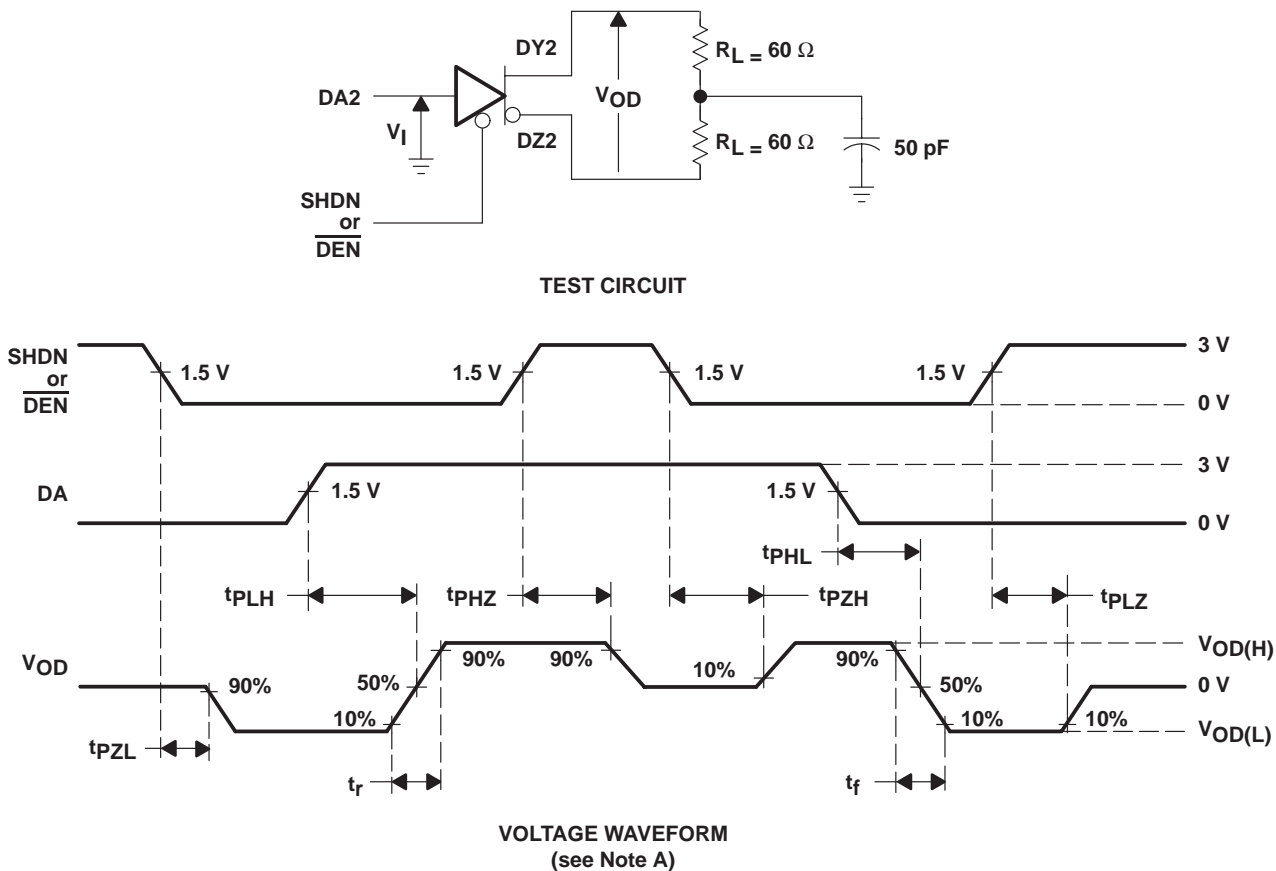 DY2
RL = 60 Ω
DA2
VOD
VI
DZ2
RL = 60 Ω
50 pF
SHDN
or
DEN
TEST CIRCUIT
SHDN
or
DEN
1.5 V
1.5 V
1.5 V
1.5 V
3 V
0 V
DA
1.5 V
1.5 V
3 V
0 V
tPHL
tPLH
tPHZ
tPZH
tPLZ
VOD
90%
50%
10%
90%
90%
10%
90%
50%
10%
10%
VOD(H)
0 V
VOD(L)
tPZL
tr
tf
VOLTAGE WAVEFORM
(see Note A)